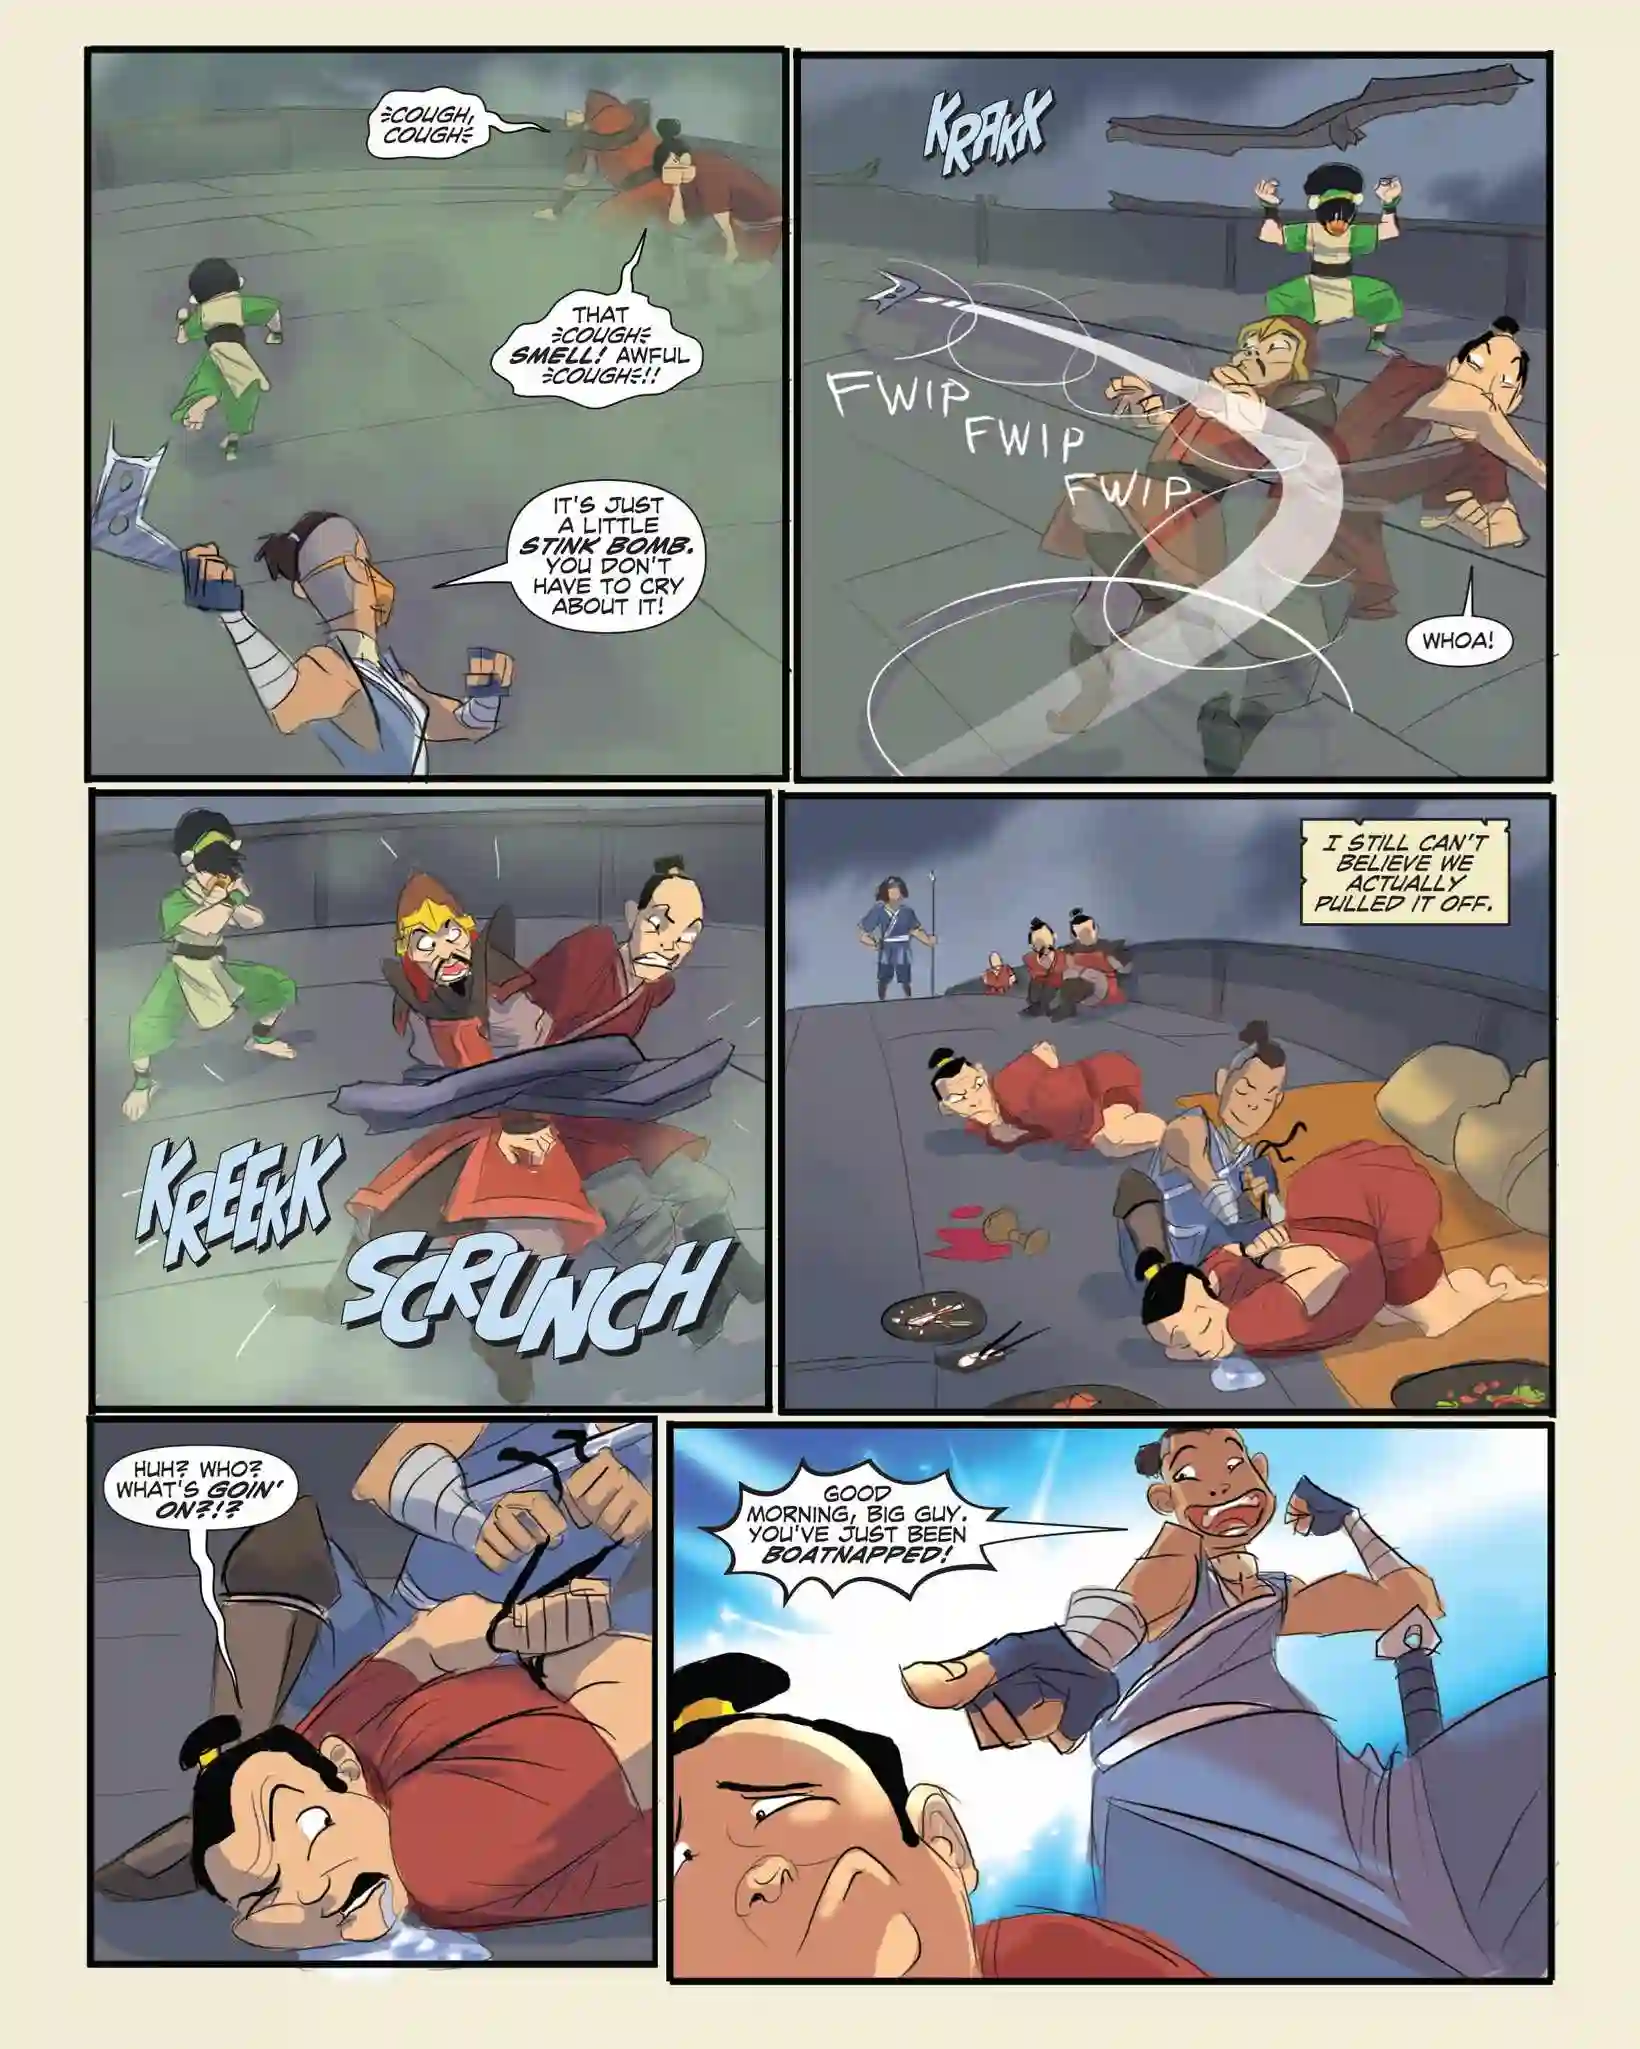 COUGH,
COUGH
THAT
COUGH
SMELL! AWFUL
COUGH!!
IT'S JUST
A LITTLE
STINK BOMB.
YOU DON'T
HAVE TO CRY
ABOUT IT!
KRAKX
FWIP
FWIP
FWIP
WHOA!
KREEKK
SCRUNCH
I STILL CAN'T
BELIEVE WE
ACTUALLY
PULLED IT OFF.
HUH? WHO?
WHAT'S GOIN'
ON?!?
GOOD
MORNING, BIG GUY.
YOU'VE JUST BEEN
BOATNAPPED!